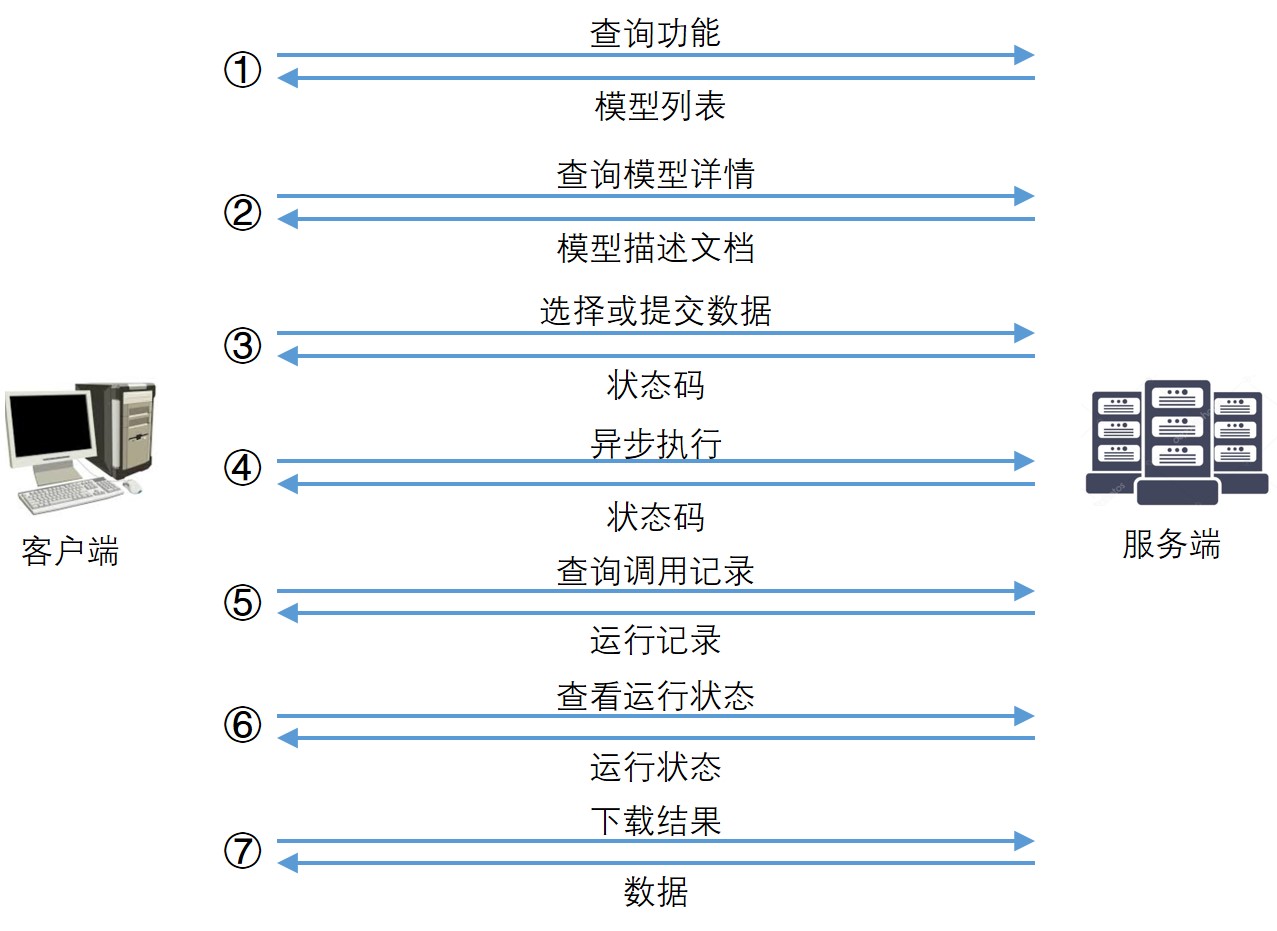 ①
查询功能
模型列表
②
查询模型详情
模型描述文档
③
选择或提交数据
状态码
④
异步执行
状态码
客户端
服务端
⑤
查询调用记录
运行记录
⑥
查看运行状态
运行状态
⑦
下载结果
数据